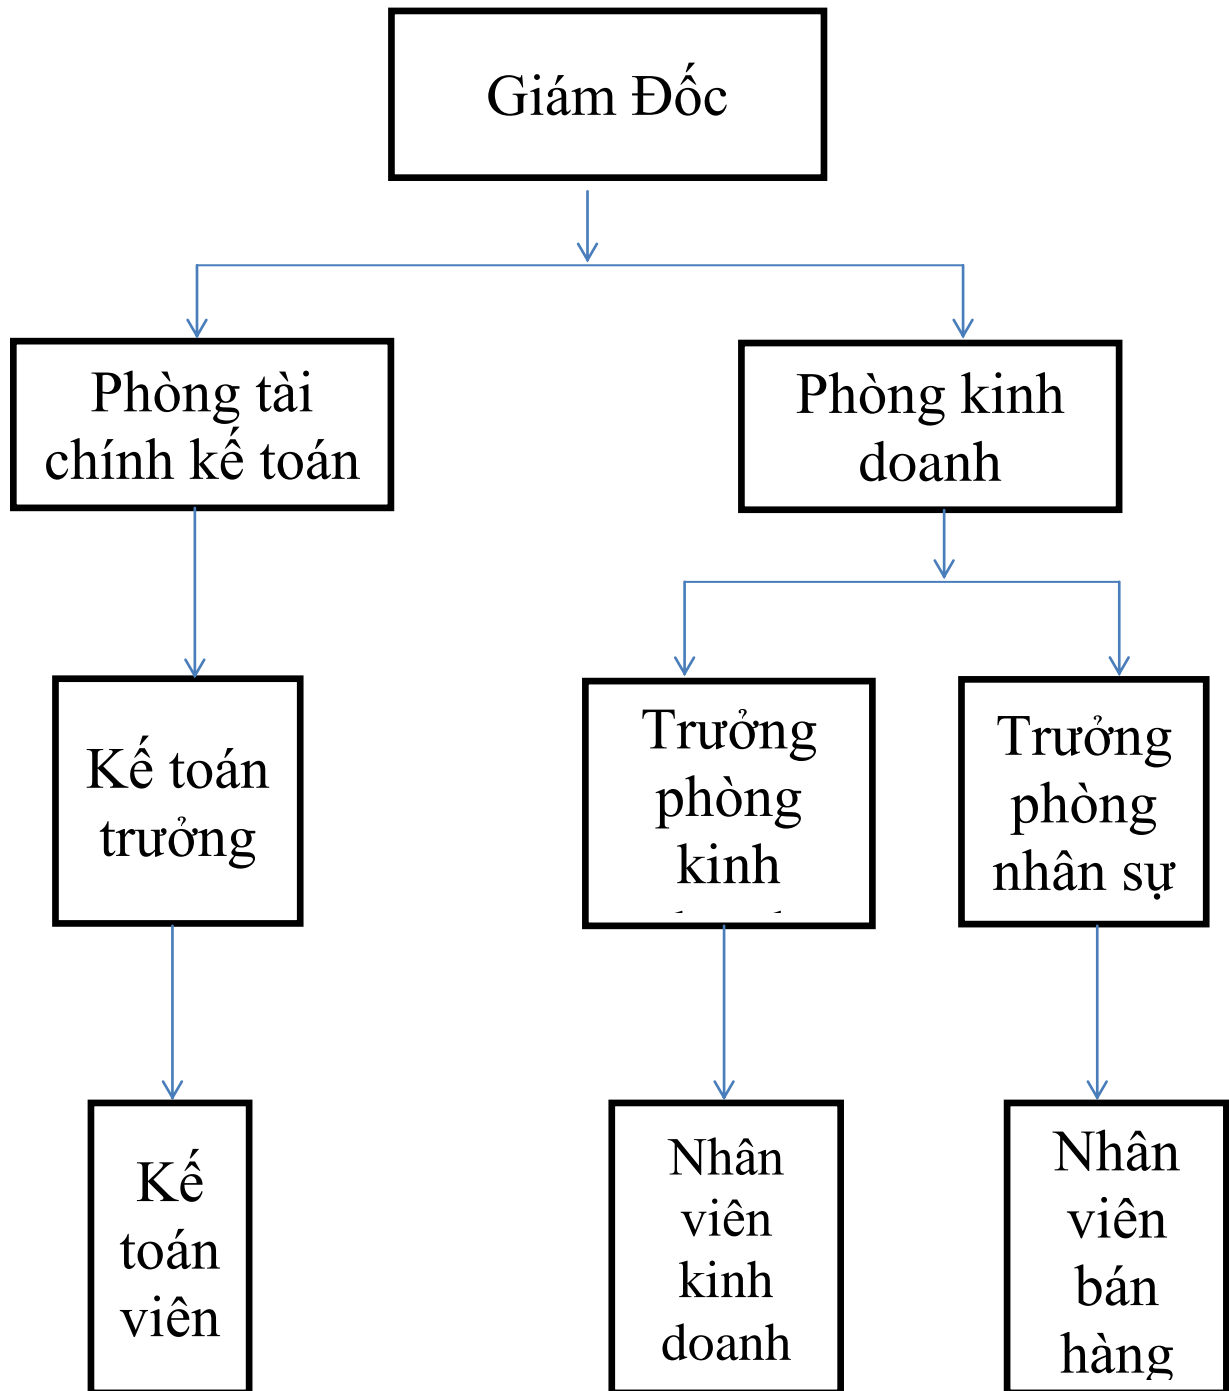 Giám Đốc
Phòng tài
chính kế toán
Phòng kinh
doanh
Kế toán
trưởng
Trưởng
phòng
kinh
Trưởng
phòng
nhân sự
Kế
toán
viên
Nhân
viên
kinh
doanh
Nhân
viên
bán
hàng